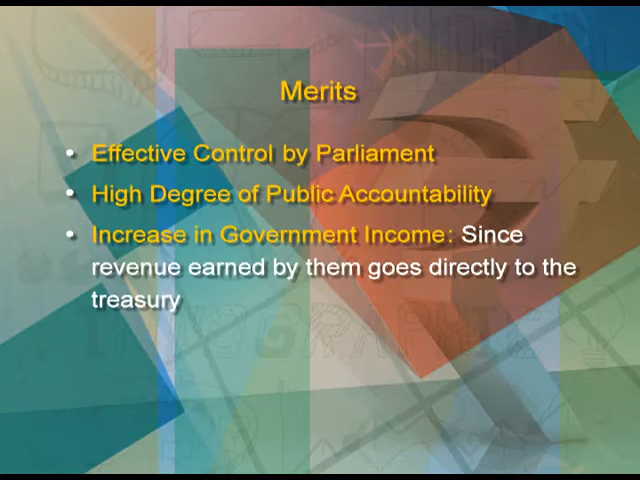 Merits
• Effective Control by Parliament
• High Degree of Public Accountability
• Increase in Government Income: Since
revenue earned by them goes directly to the
treasury